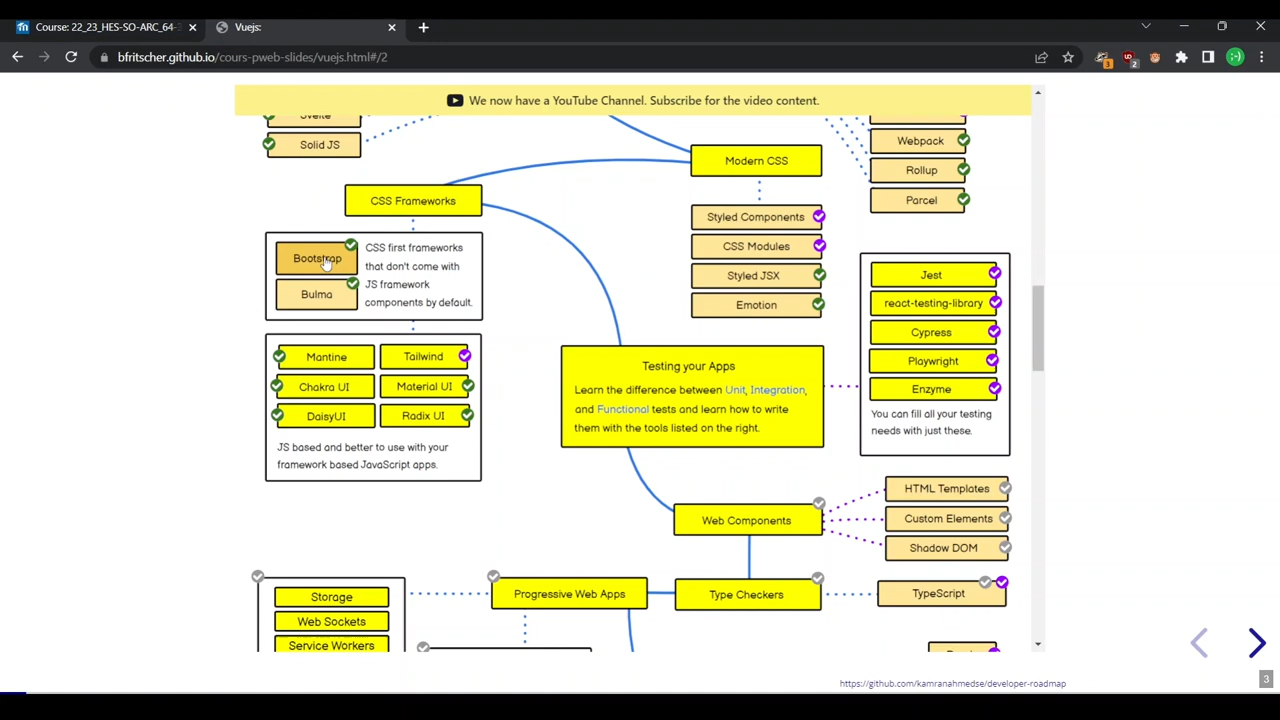 Course: 22_23_HES-SO-ARC_64-3
Vuejs:
bfritscher.github.io/cours-pweb-slides/vuejs.html#/2
3
2
We now have a YouTube Channel. Subscribe for the video content.
Svelte
Solid JS
Webpack
Rollup
Parcel
Modern CSS
Styled Components
CSS Modules
Styled JSX
Emotion
CSS Frameworks
Bootstrap
Bulma
CSS first frameworks
that don't come with
JS framework
components by default.
Mantine
Tailwind
Chakra UI
Material UI
DaisyUI
Radix UI
JS based and better to use with your
framework based JavaScript apps.
Testing your Apps
Learn the difference between Unit, Integration,
and Functional tests and learn how to write
them with the tools listed on the right.
Jest
react-testing-library
Cypress
Playwright
Enzyme
You can fill all your testing
needs with just these.
Web Components
HTML Templates
Custom Elements
Shadow DOM
Type Checkers
TypeScript
Progressive Web Apps
Storage
Web Sockets
Service Workers
https://github.com/kamranahmedse/developer-roadmap
3